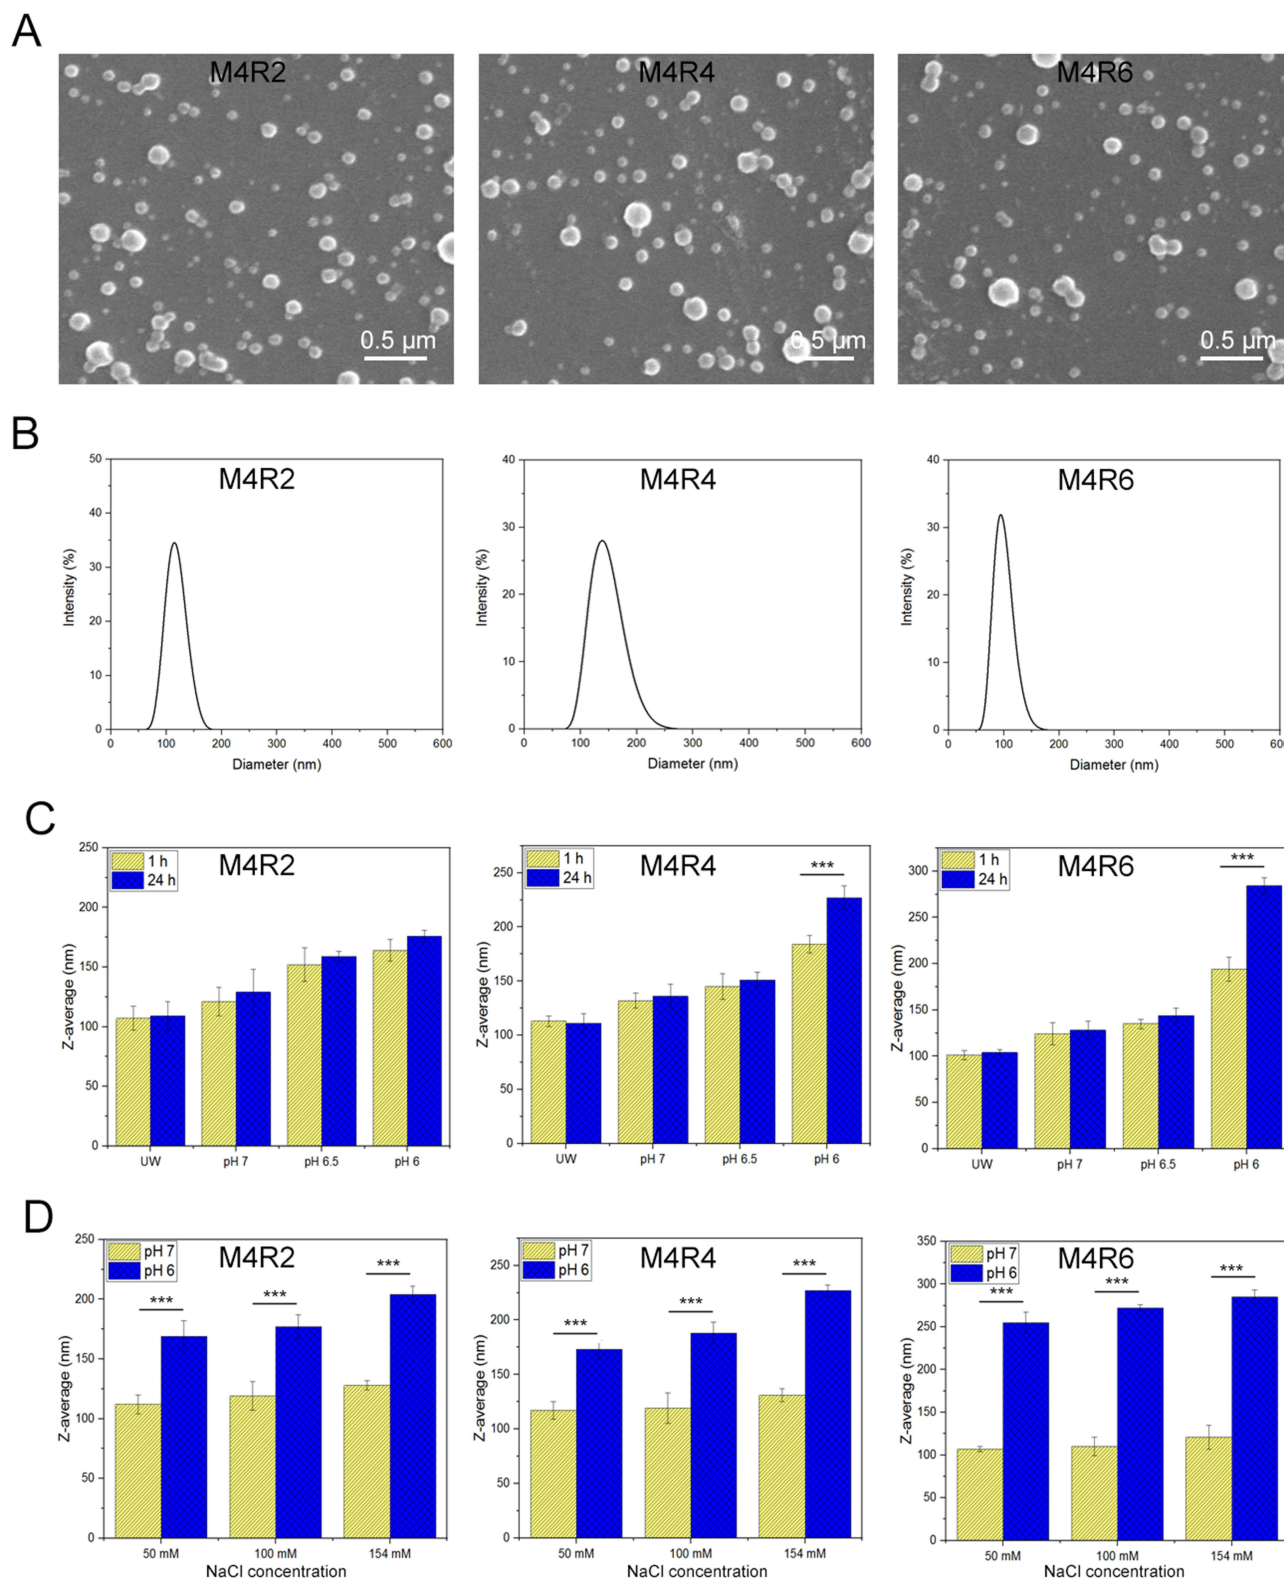 A
M4R2 M4R4 M4R6
0.5 µm 0.5 µm 0.5 µm
B
M4R2
50
40
30
20
10
0
Intensity (%)
0 100 200 300 400 500 600
Diameter (nm)
M4R4
40
30
20
10
0
Intensity (%)
0 100 200 300 400 500 600
Diameter (nm)
M4R6
40
30
20
10
0
Intensity (%)
0 100 200 300 400 500 600
Diameter (nm)
C
M4R2
1 h
24 h
250
200
150
100
50
0
Z-average (nm)
UW pH 7 pH 6.5 pH 6
M4R4
1 h
24 h
***
250
200
150
100
50
0
Z-average (nm)
UW pH 7 pH 6.5 pH 6
M4R6
1 h
24 h
***
300
250
200
150
100
50
0
Z-average (nm)
UW pH 7 pH 6.5 pH 6
D
M4R2
pH 7
pH 6
*** *** ***
250
200
150
100
50
0
Z-average (nm)
50 mM 100 mM 154 mM
NaCl concentration
M4R4
pH 7
pH 6
*** *** ***
250
200
150
100
50
0
Z-average (nm)
50 mM 100 mM 154 mM
NaCl concentration
M4R6
pH 7
pH 6
*** *** ***
350
300
250
200
150
100
50
0
Z-average (nm)
50 mM 100 mM 154 mM
NaCl concentration